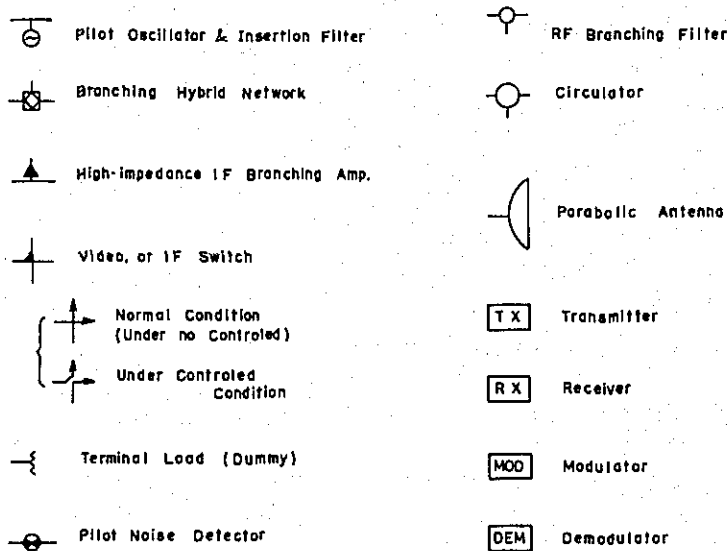 Pilot Oscillator & Insertion Filter
Branching Hybrid Network
High-impedance IF Branching Amp.
Video, or IF Switch
Normal Condition
(Under no Controled)
Under Controled
Condition
Terminal Load (Dummy)
Pilot Noise Detector
RF Branching Filter
Circulator
Parabolic Antenna
TX Transmitter
RX Receiver
MOD Modulator
DEM Demodulator